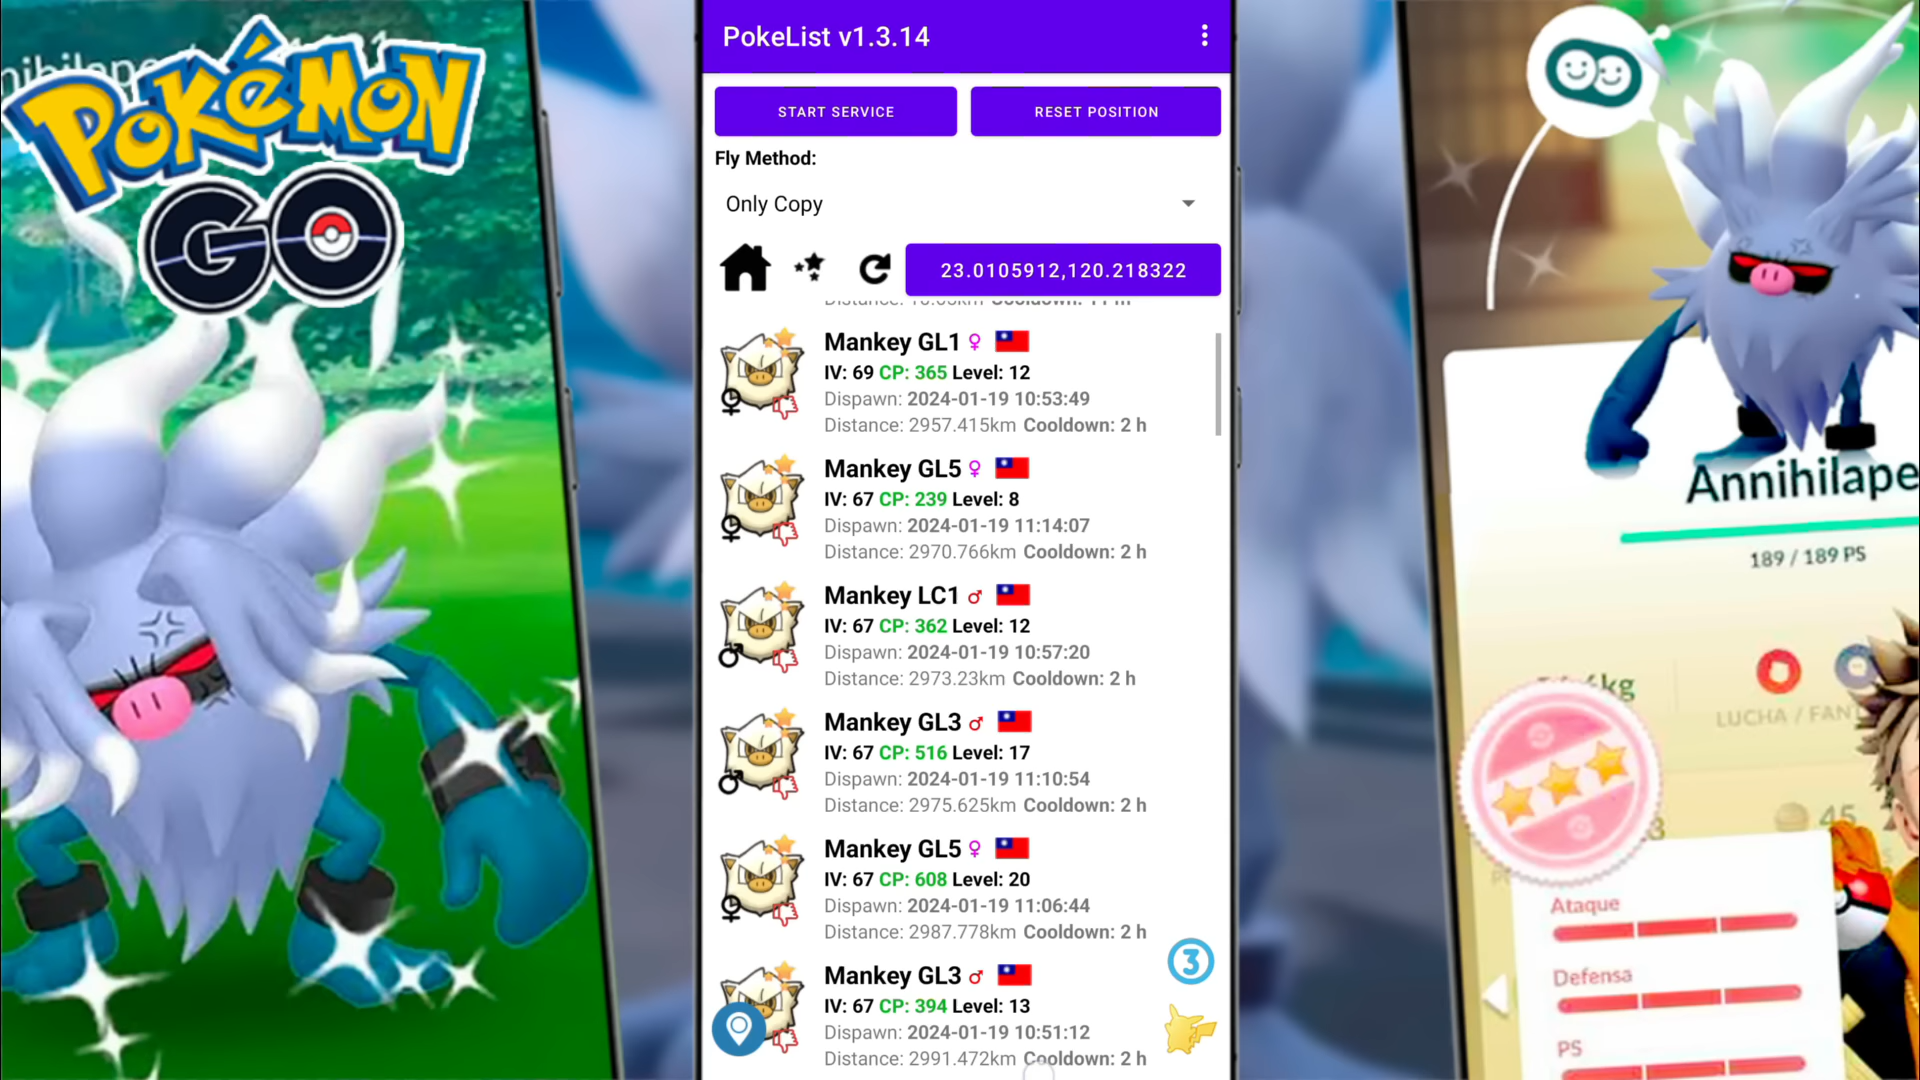 POKéMON
GO
PokeList v1.3.14
START SERVICE
RESET POSITION
Fly Method:
Only Copy
23.0105912,120.218322
Mankey GL1 ♀
IV: 69 CP: 365 Level: 12
Dispawn: 2024-01-19 10:53:49
Distance: 2957.415km Cooldown: 2 h
Mankey GL5 ♀
IV: 67 CP: 239 Level: 8
Dispawn: 2024-01-19 11:14:07
Distance: 2970.766km Cooldown: 2 h
Mankey LC1 ♂
IV: 67 CP: 362 Level: 12
Dispawn: 2024-01-19 10:57:20
Distance: 2973.23km Cooldown: 2 h
Mankey GL3 ♂
IV: 67 CP: 516 Level: 17
Dispawn: 2024-01-19 11:10:54
Distance: 2975.625km Cooldown: 2 h
Mankey GL5 ♀
IV: 67 CP: 608 Level: 20
Dispawn: 2024-01-19 11:06:44
Distance: 2987.778km Cooldown: 2 h
3
Mankey GL3 ♂
IV: 67 CP: 394 Level: 13
Dispawn: 2024-01-19 10:51:12
Distance: 2991.472km Cooldown: 2 h
Annihilape
189 / 189 PS
kg
LUCHA / FAN
45
Ataque
Defensa
PS